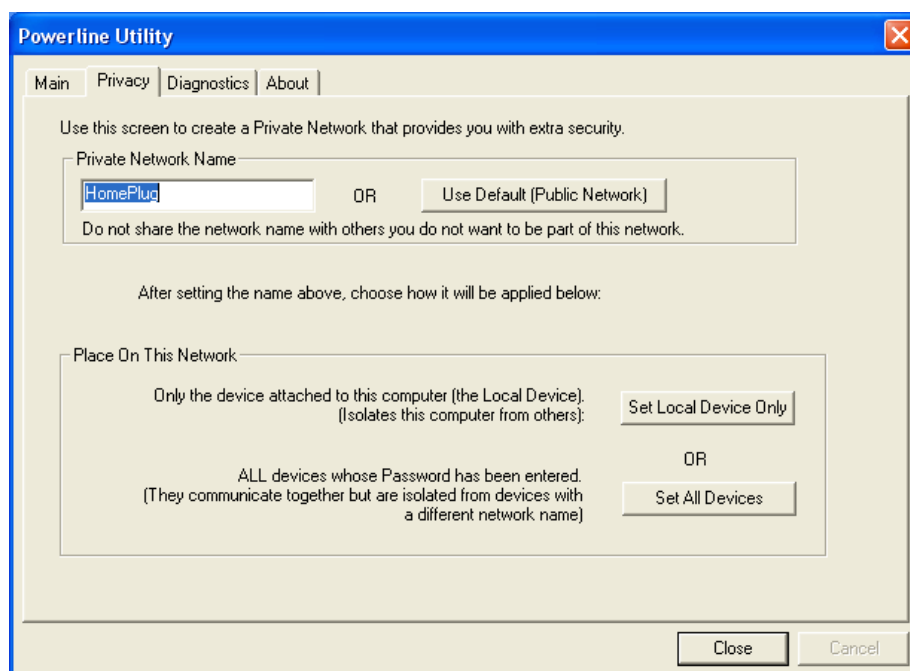 Powerline Utility
Main Privacy Diagnostics About
Use this screen to create a Private Network that provides you with extra security.
Private Network Name
HomePlug OR Use Default (Public Network)
Do not share the network name with others you do not want to be part of this network.
After setting the name above, choose how it will be applied below:
Place On This Network
Only the device attached to this computer (the Local Device).
(Isolates this computer from others):
Set Local Device Only
OR
ALL devices whose Password has been entered.
(They communicate together but are isolated from devices with
a different network name)
Set All Devices
Close Cancel